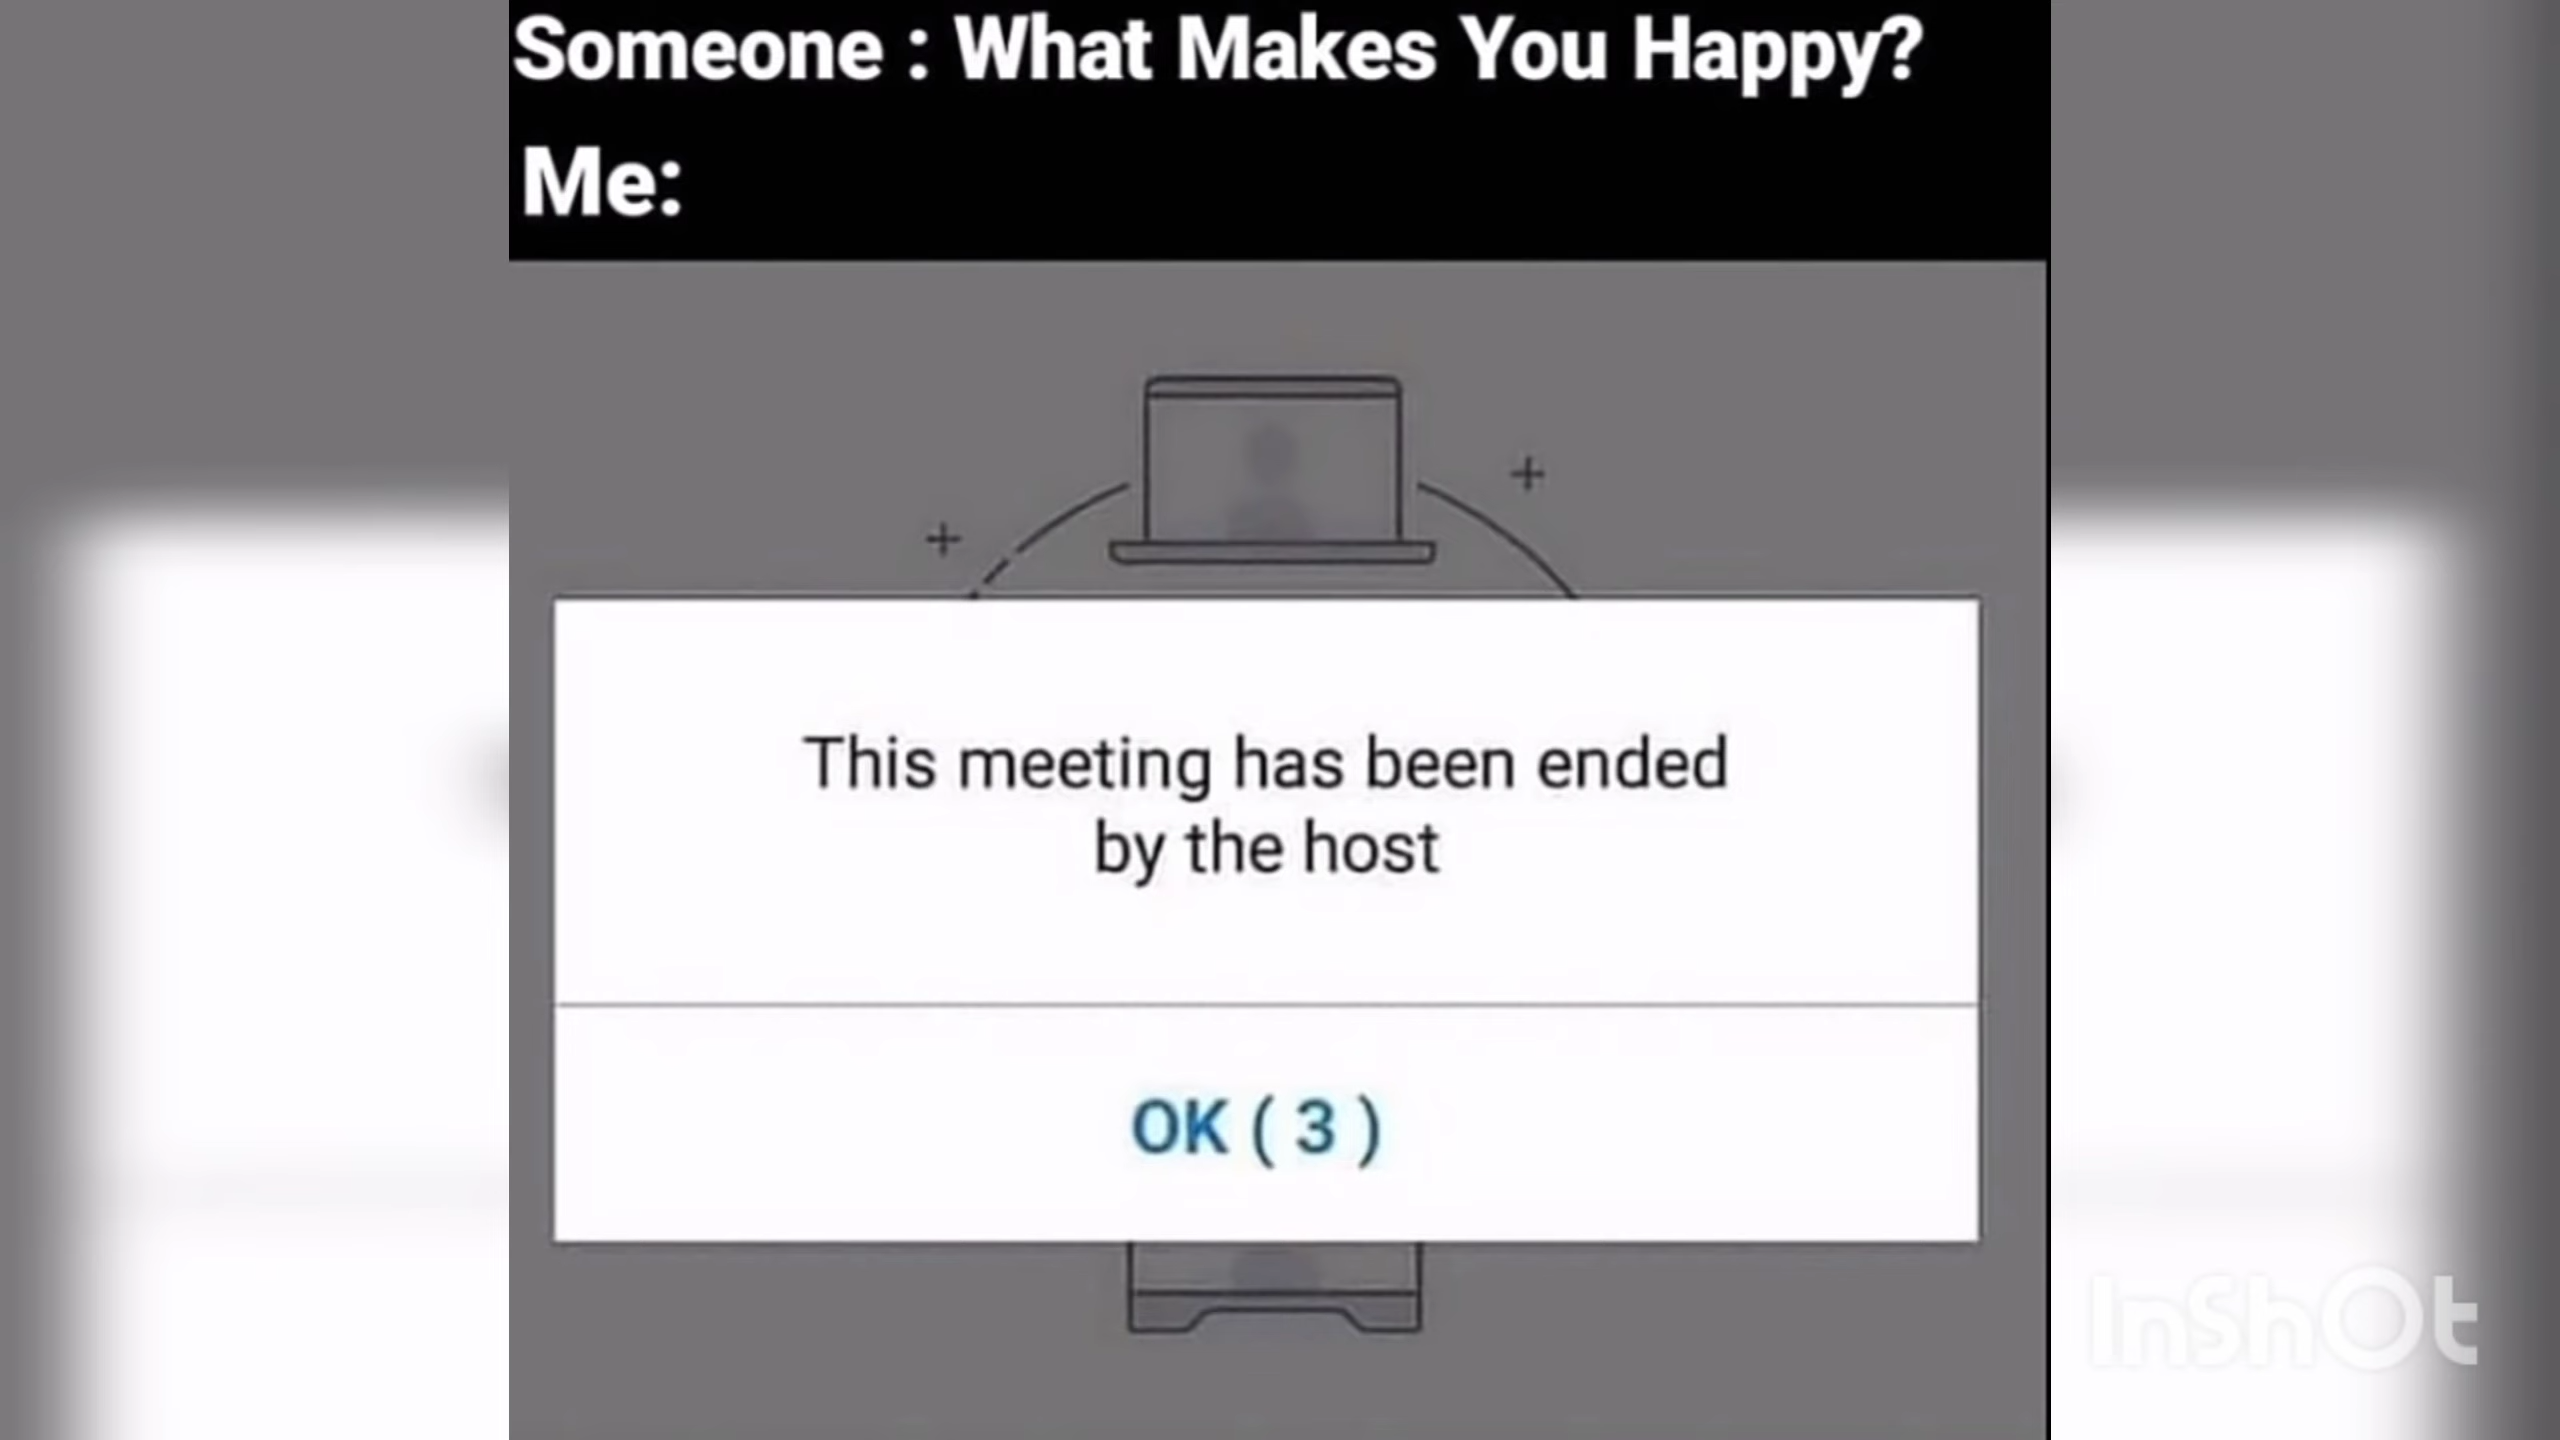 Someone : What Makes You Happy?
Me:
This meeting has been ended
by the host
OK ( 3 )
InShOt